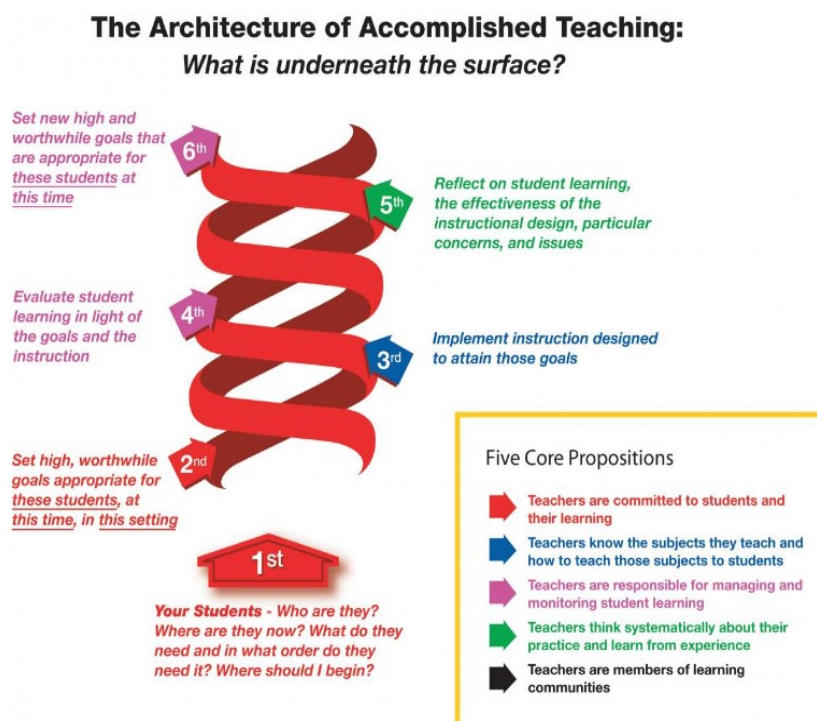 The Architecture of Accomplished Teaching:
What is underneath the surface?
Set new high and
worthwhile goals that
are appropriate for
these students at
this time
6th
5th
Reflect on student learning,
the effectiveness of the
instructional design, particular
concerns, and issues
Evaluate student
learning in light of
the goals and the
instruction
4th
3rd
Implement instruction designed
to attain those goals
Set high, worthwhile
goals appropriate for
these students, at
this time, in this setting
2nd
1st
Your Students - Who are they?
Where are they now? What do they
need and in what order do they
need it? Where should I begin?
Five Core Propositions
Teachers are committed to students and
their learning
Teachers know the subjects they teach and
how to teach those subjects to students
Teachers are responsible for managing and
monitoring student learning
Teachers think systematically about their
practice and learn from experience
Teachers are members of learning
communities